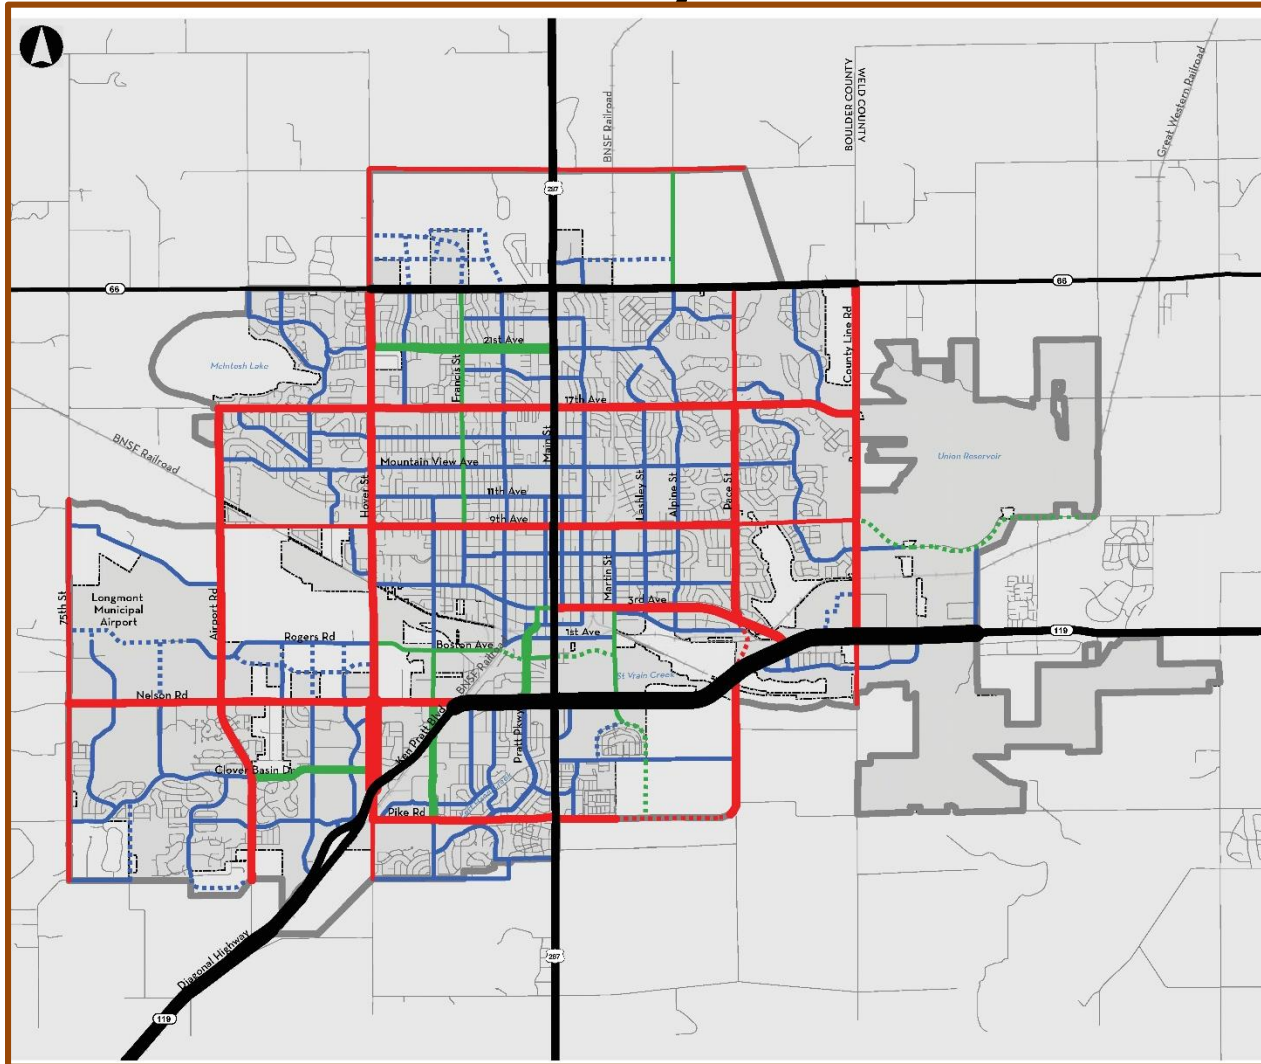 BOULDER COUNTY
WELD COUNTY
Great Western Railroad
BNSF Railroad
287
66
66
21st Ave
County Line Rd
McIntosh Lake
Francis St
17th Ave
BNSF Railroad
Main St
Union Reservoir
Mountain View Ave
Hover St
11th Ave
Lashley St
Alpine St
Pace St
9th Ave
Martin St
75th St
Longmont
Municipal
Airport
Airport Rd
3rd Ave
Rogers Rd
Boston Ave
1st Ave
119
BNSF Railroad
St Vrain Creek
Nelson Rd
Ken Pratt Blvd
Pratt Pkwy
Clover Basin Dr
Pike Rd
Diagonal Highway
287
119